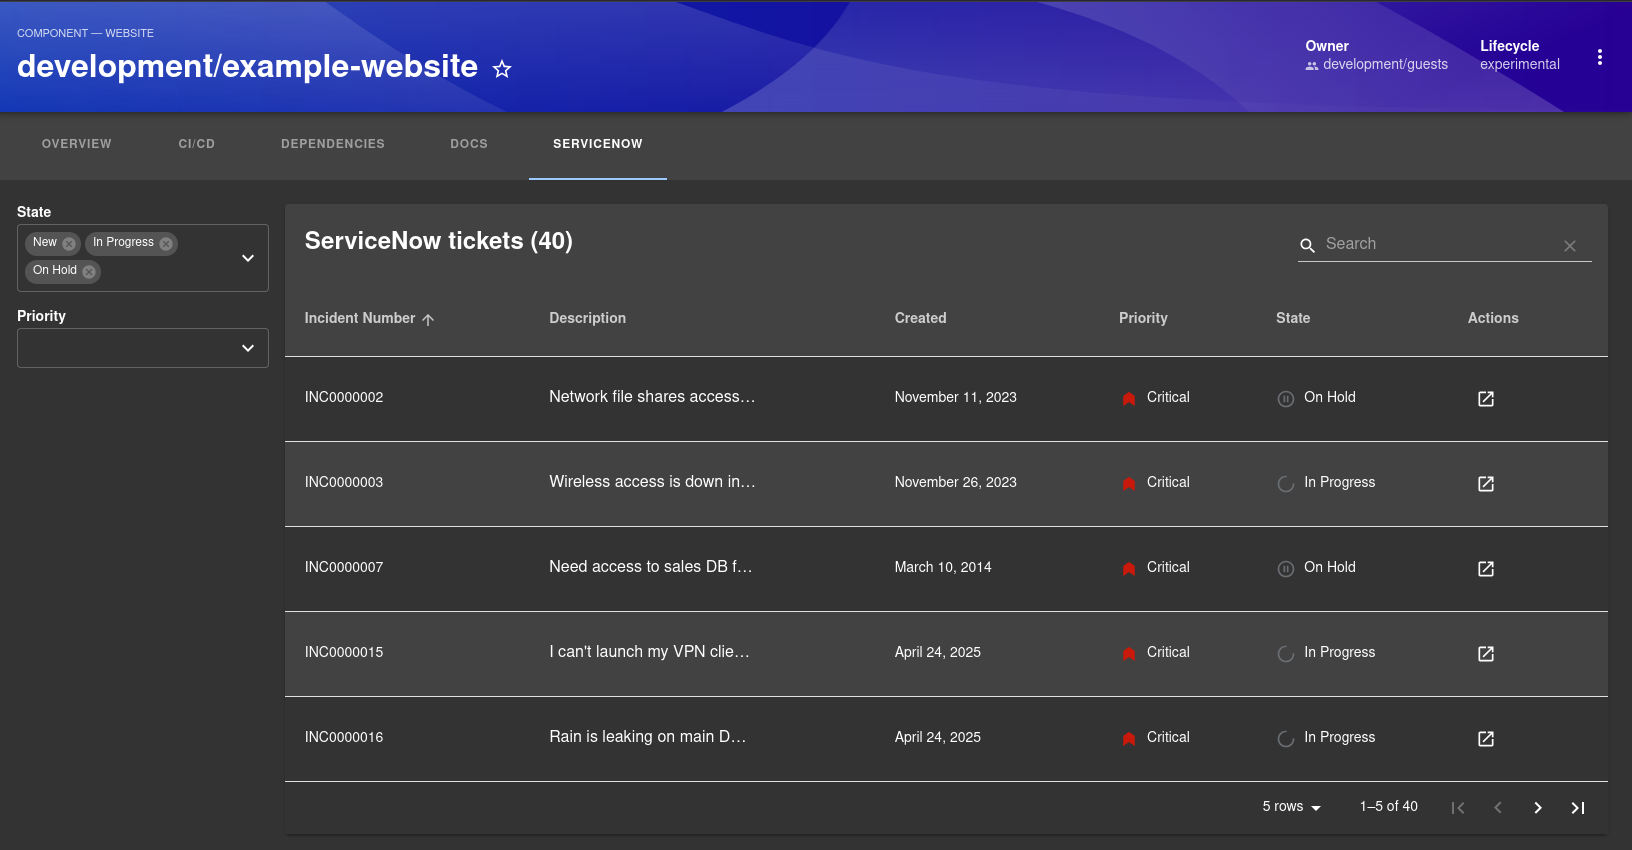 COMPONENT — WEBSITE
development/example-website
Owner
development/guests
Lifecycle
experimental
OVERVIEW CI/CD DEPENDENCIES DOCS SERVICENOW
State
New In Progress
On Hold
Priority
ServiceNow tickets (40)
Search
Incident Number Description Created Priority State Actions
INC0000002 Network file shares access… November 11, 2023 Critical On Hold
INC0000003 Wireless access is down in… November 26, 2023 Critical In Progress
INC0000007 Need access to sales DB f… March 10, 2014 Critical On Hold
INC0000015 I can't launch my VPN clie… April 24, 2025 Critical In Progress
INC0000016 Rain is leaking on main D… April 24, 2025 Critical In Progress
5 rows 1–5 of 40